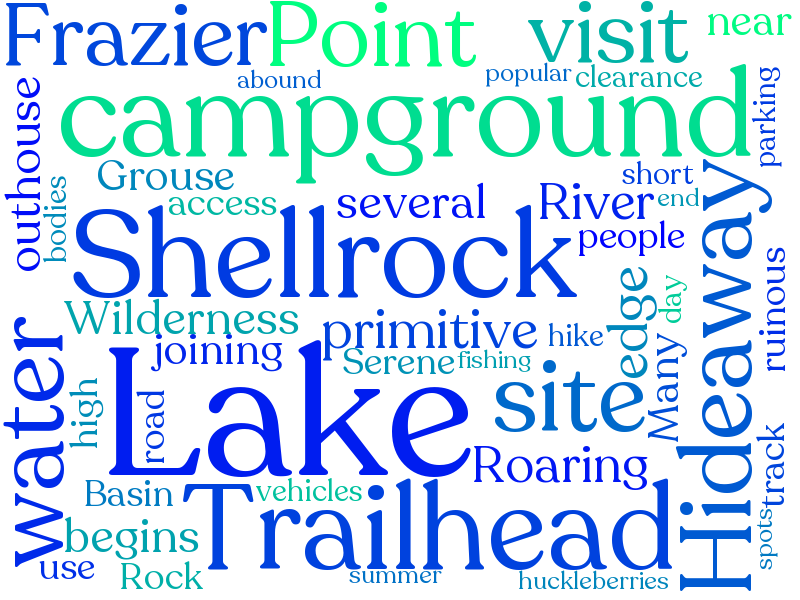 Frazier Point visit near
abound popular clearance
campground
outhouse
parking
Grouse short
bodies access several River end
people
Shellrock
Hideaway
ruinous
Wilderness edge day
primitive hike
joining Serene fishing Many
water
Lake
high
road
site
Roaring
track
Basin vehicles
Trailhead
spots
begins
use Rock summer huckleberries